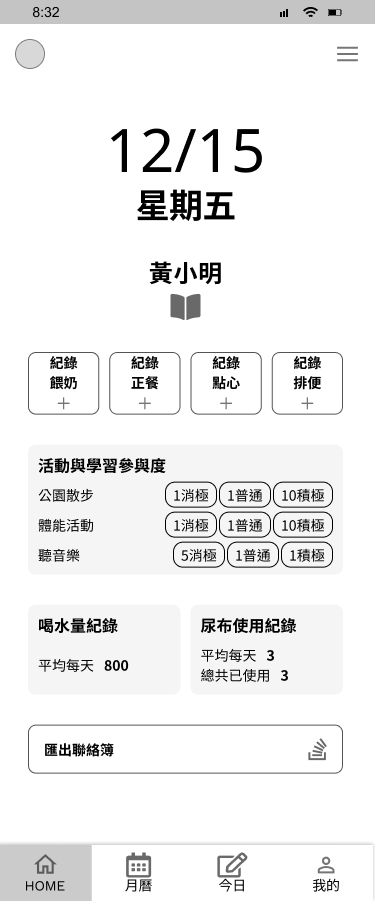 8:32
12/15
星期五
黃小明
紀錄 紀錄 紀錄 紀錄
餵奶 正餐 點心 排便
活動與學習參與度
公園散步 1消極 1普通 10積極
體能活動 1消極 1普通 10積極
聽音樂 5消極 1普通 1積極
喝水量紀錄
平均每天 800
尿布使用紀錄
平均每天 3
總共已使用 3
匯出聯絡簿
HOME 月曆 今日 我的